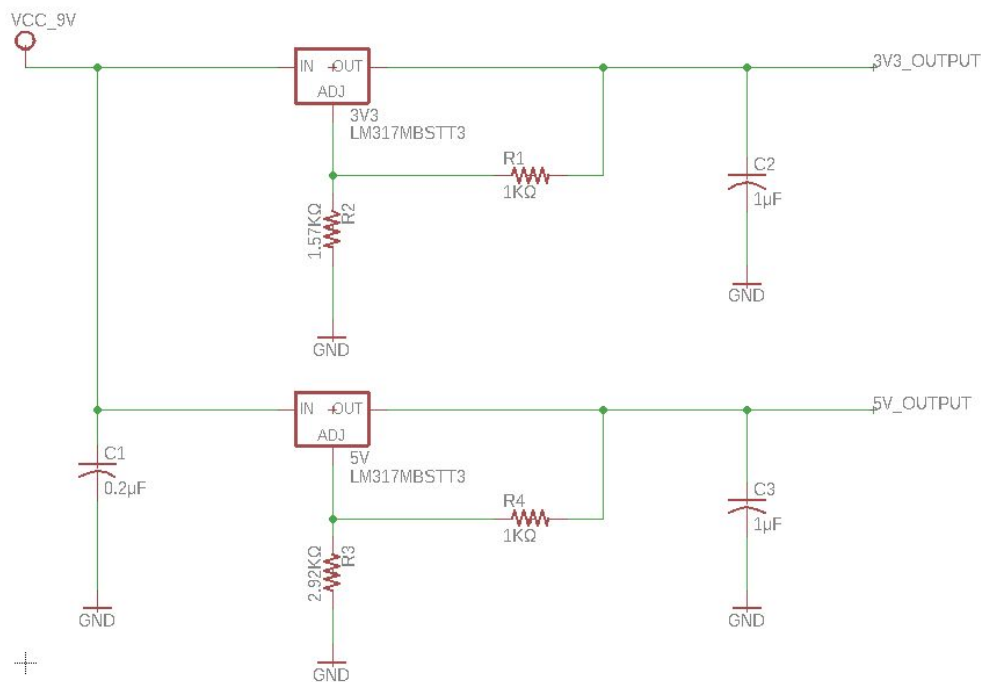 VCC_9V
IN
OUT
ADJ
3V3
LM317MBSTT3
3V3_OUTPUT
R1
1KΩ
R2
1.57KΩ
C2
1µF
GND
GND
IN
OUT
ADJ
5V
LM317MBSTT3
5V_OUTPUT
C1
0.2µF
R4
1KΩ
R3
2.92KΩ
C3
1µF
GND
GND
GND